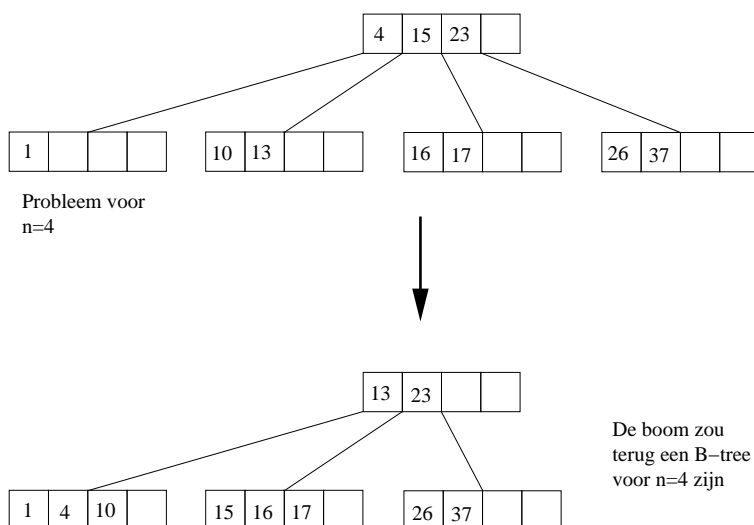 4 15 23
1
10 13
16 17
26 37
Probleem voor
n=4
13 23
De boom zou
terug een B−tree
voor n=4 zijn
1 4 10
15 16 17
26 37